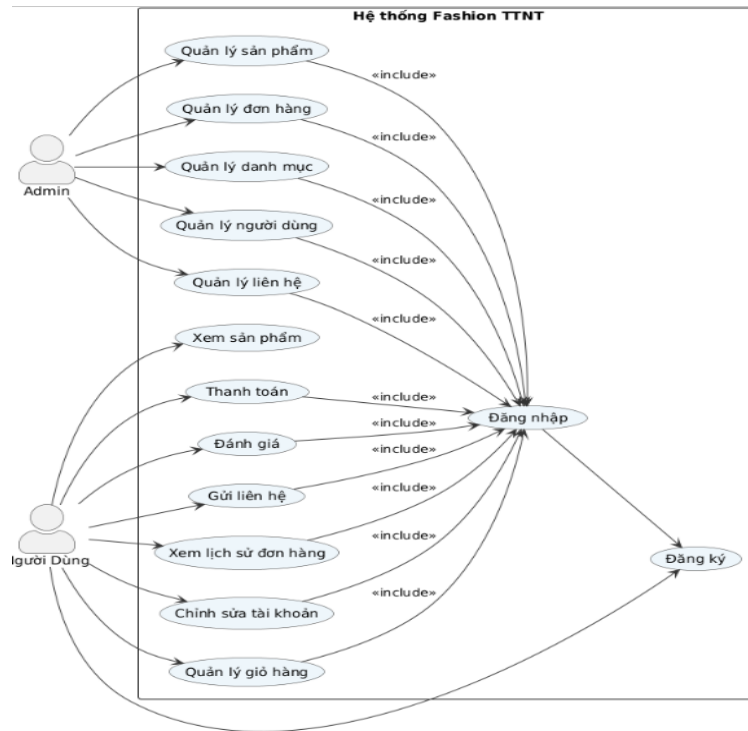 Hệ thống Fashion TTNT
Quản lý sản phẩm
«include»
Quản lý đơn hàng
«include»
Quản lý danh mục
Admin
«include»
Quản lý người dùng
«include»
Quản lý liên hệ
«include»
Xem sản phẩm
Thanh toán
«include»
Đăng nhập
Đánh giá
«include»
«include»
Gửi liên hệ
«include»
Xem lịch sử đơn hàng
Đăng ký
gười Dùng
«include»
Chỉnh sửa tài khoản
«include»
Quản lý giỏ hàng